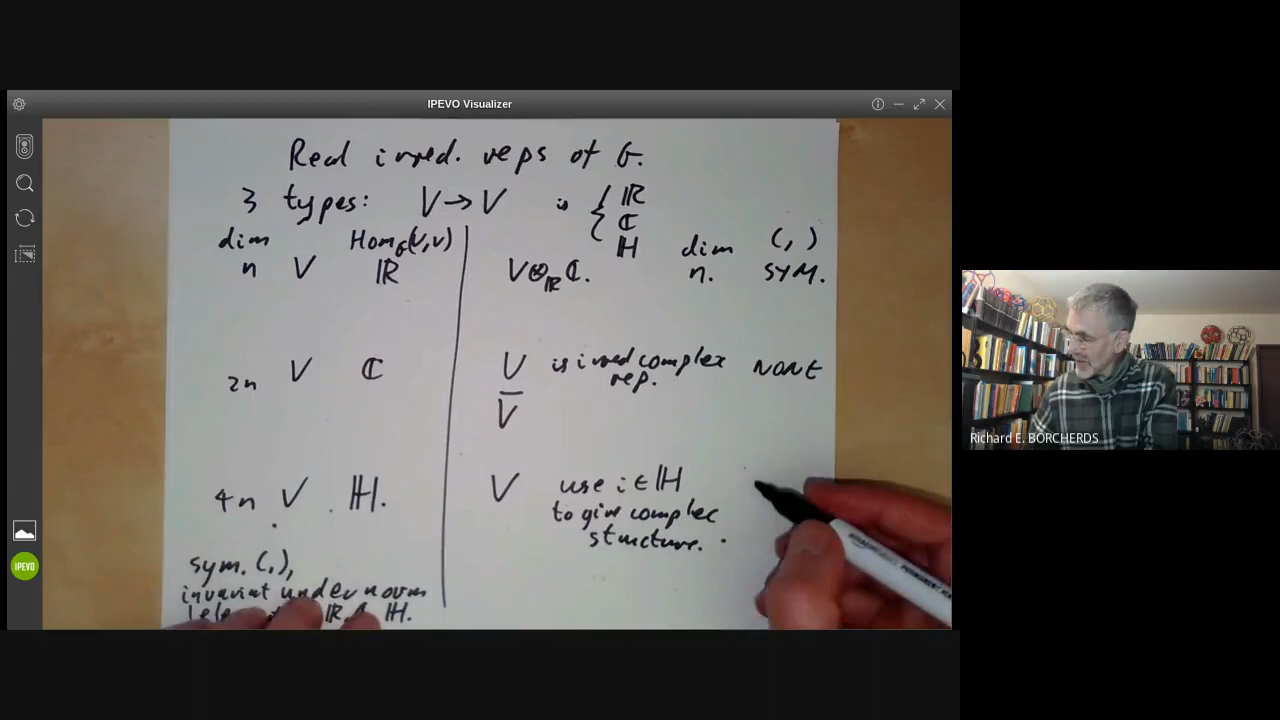 IPEVO Visualizer
Real irred. reps of G.
3 types: V → V is { ℝ ℂ ℍ
dim Hom_G(V,V) dim ( , )
n V ℝ V⊗_ℝ ℂ. n. SYM.
2n V ℂ V is irred complex rep. NONE
V̅
4n V ℍ. V use i ∈ ℍ
to give complex
structure.
sym. ( , ),
invariant under norm
ℝ, ℂ, ℍ.
Richard E. BORCHERDS
IPEVO